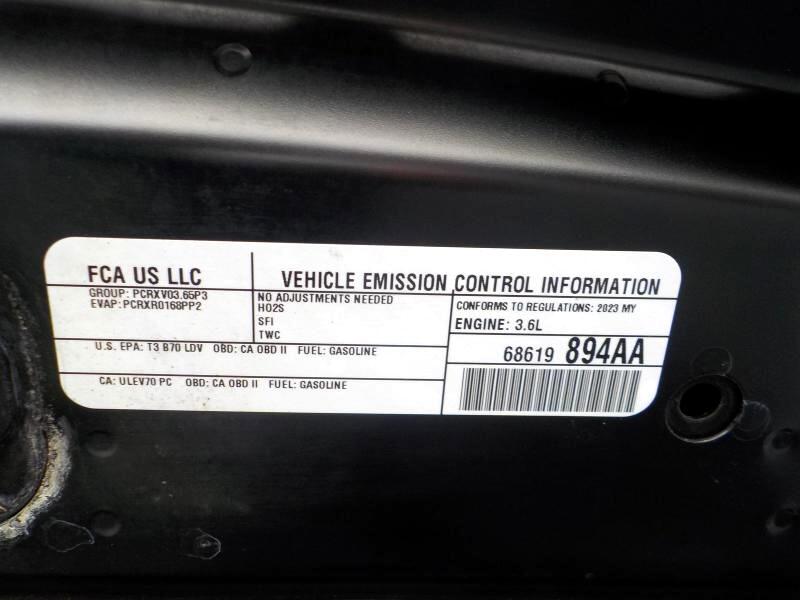 FCA US LLC
VEHICLE EMISSION CONTROL INFORMATION
GROUP: PCRXV03.65P3
EVAP: PCRXR0168PP2
NO ADJUSTMENTS NEEDED
HO2S
SFI
TWC
CONFORMS TO REGULATIONS: 2023 MY
ENGINE: 3.6L
U.S. EPA: T3 B70 LDV OBD: CA OBD II FUEL: GASOLINE
68619 894AA
CA: ULEV70 PC OBD: CA OBD II FUEL: GASOLINE